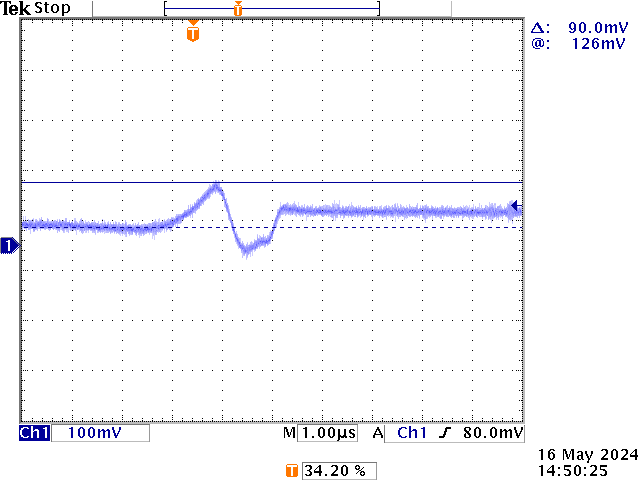 Tek Stop
T
T
Δ: 90.0mV
@: 126mV
1
Ch1 100mV M 1.00µs A Ch1 80.0mV
T 34.20 %
16 May 2024
14:50:25